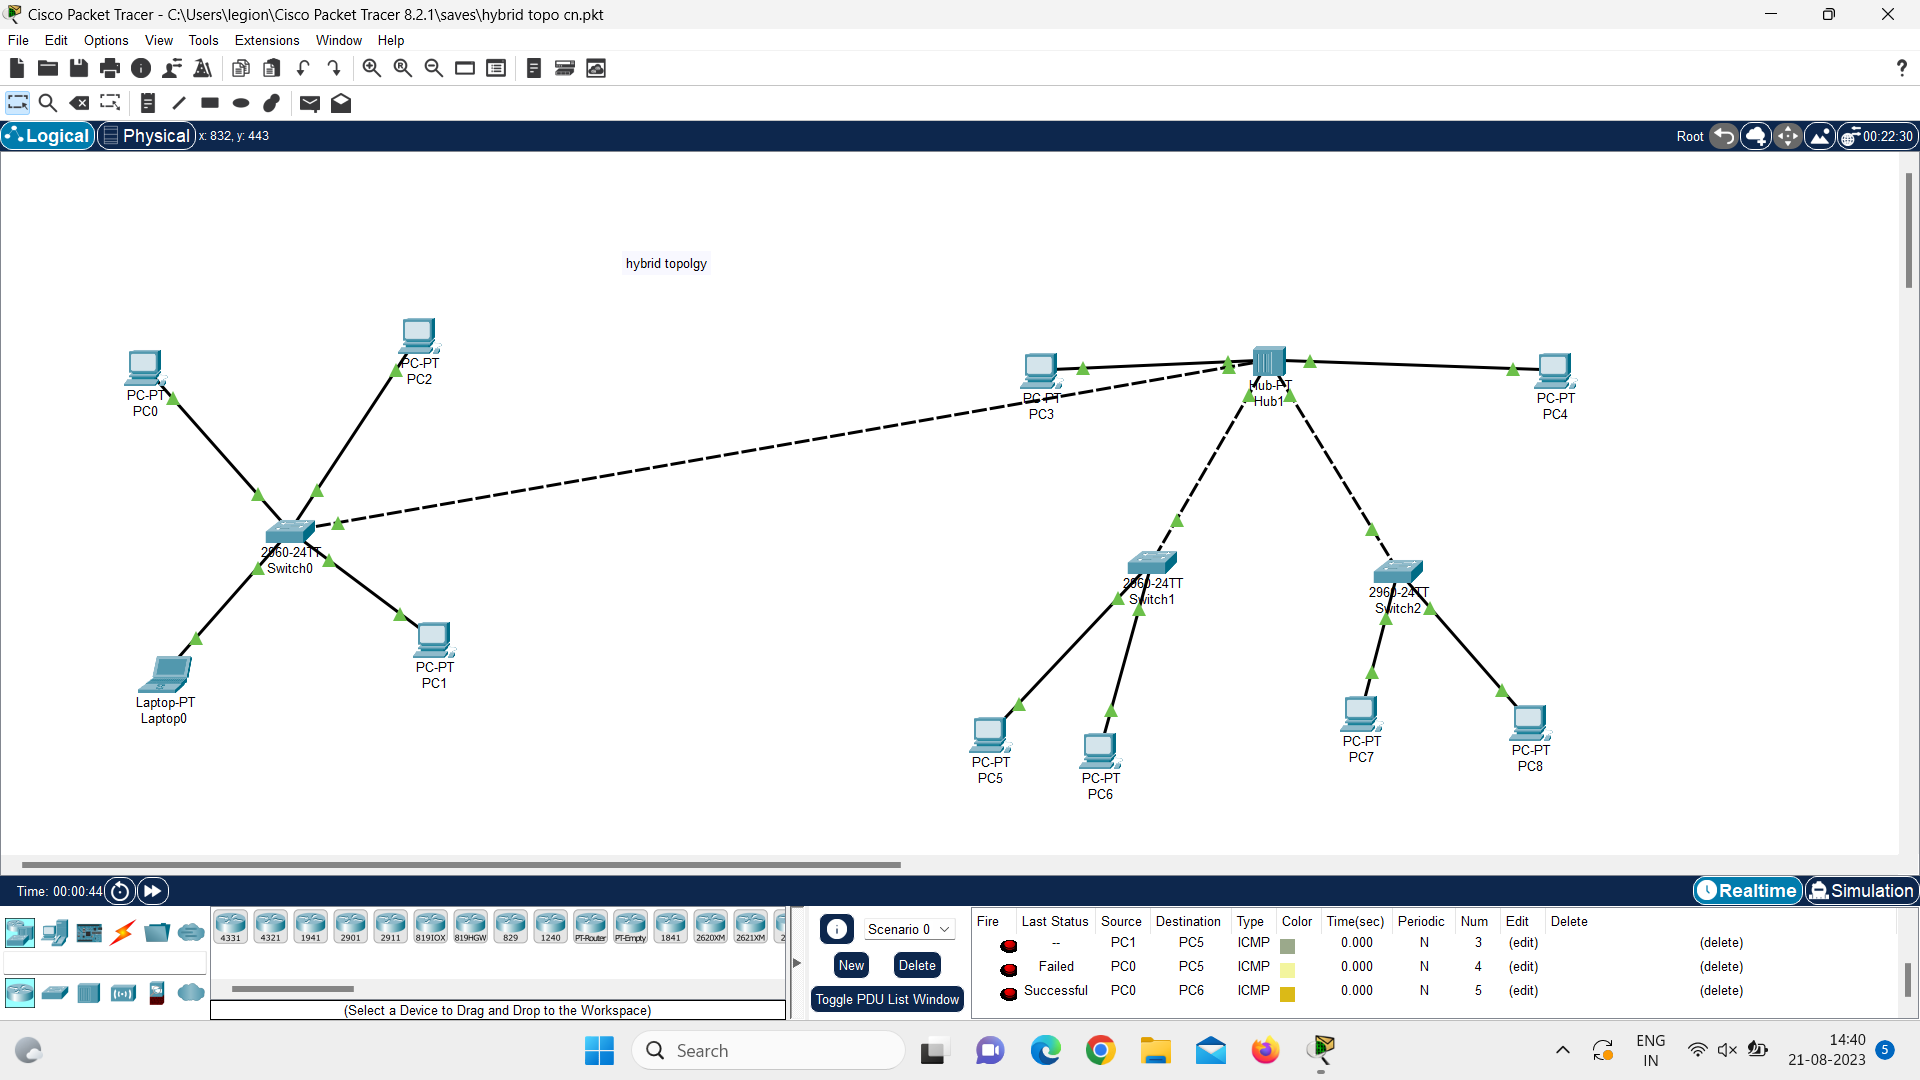 Cisco Packet Tracer - C:\Users\legion\Cisco Packet Tracer 8.2.1\saves\hybrid topo cn.pkt
File Edit Options View Tools Extensions Window Help
?
Logical Physical x: 832, y: 443 Root 00:22:30
hybrid topolgy
PC-PT
PC2
PC-PT
PC0
PC-PT
PC3
Hub-PT
Hub1
PC-PT
PC4
2960-24TT
Switch0
2960-24TT
Switch1
2960-24TT
Switch2
PC-PT
PC1
Laptop-PT
Laptop0
PC-PT
PC5
PC-PT
PC6
PC-PT
PC7
PC-PT
PC8
Time: 00:00:44 Realtime Simulation
4331 4321 1941 2901 2911 819IOX 819HGW 829 1240 PT-Router PT-Empty 1841 2620XM 2621XM 2
(Select a Device to Drag and Drop to the Workspace)
Scenario 0
New Delete
Toggle PDU List Window
Fire Last Status Source Destination Type Color Time(sec) Periodic Num Edit Delete
-- PC1 PC5 ICMP 0.000 N 3 (edit) (delete)
Failed PC0 PC5 ICMP 0.000 N 4 (edit) (delete)
Successful PC0 PC6 ICMP 0.000 N 5 (edit) (delete)
Search
ENG
IN
14:40
21-08-2023
5